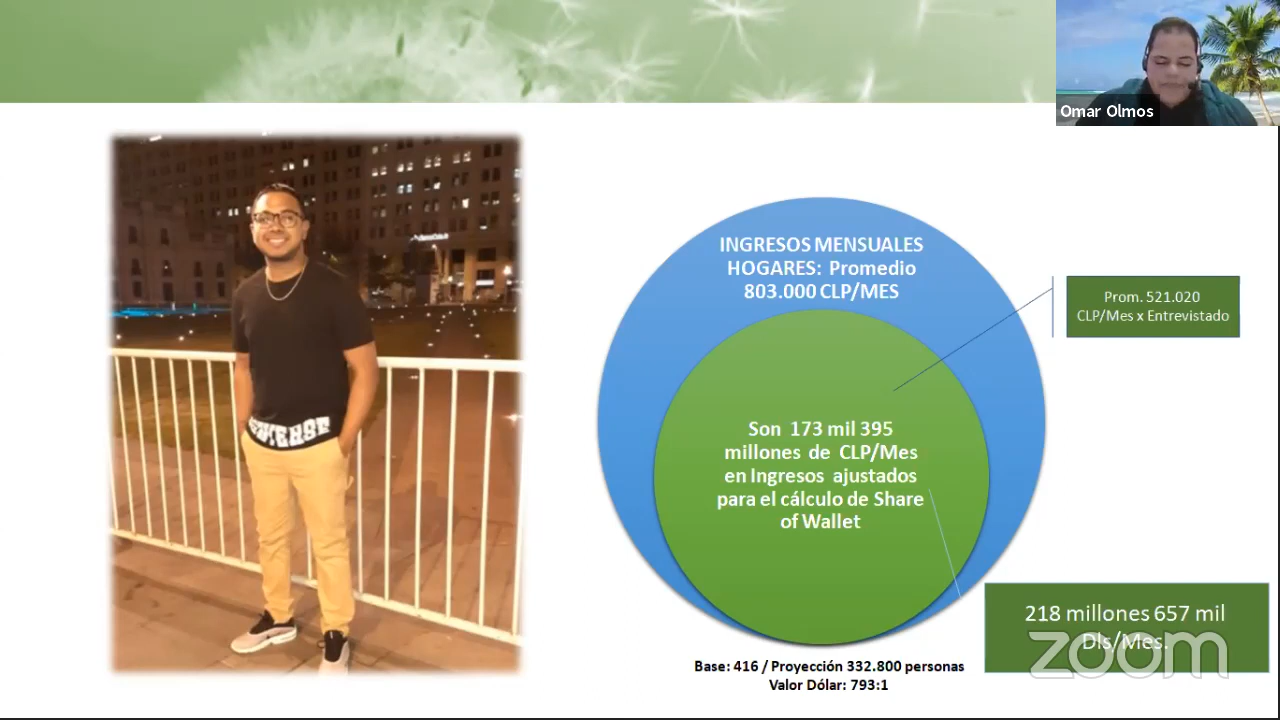 Omar Olmos
INGRESOS MENSUALES
HOGARES: Promedio
803.000 CLP/MES
Prom. 521.020
CLP/Mes x Entrevistado
Son 173 mil 395
millones de CLP/Mes
en Ingresos ajustados
para el cálculo de Share
of Wallet
218 millones 657 mil
Dls/Mes.
zoom
Base: 416 / Proyección 332.800 personas
Valor Dólar: 793:1